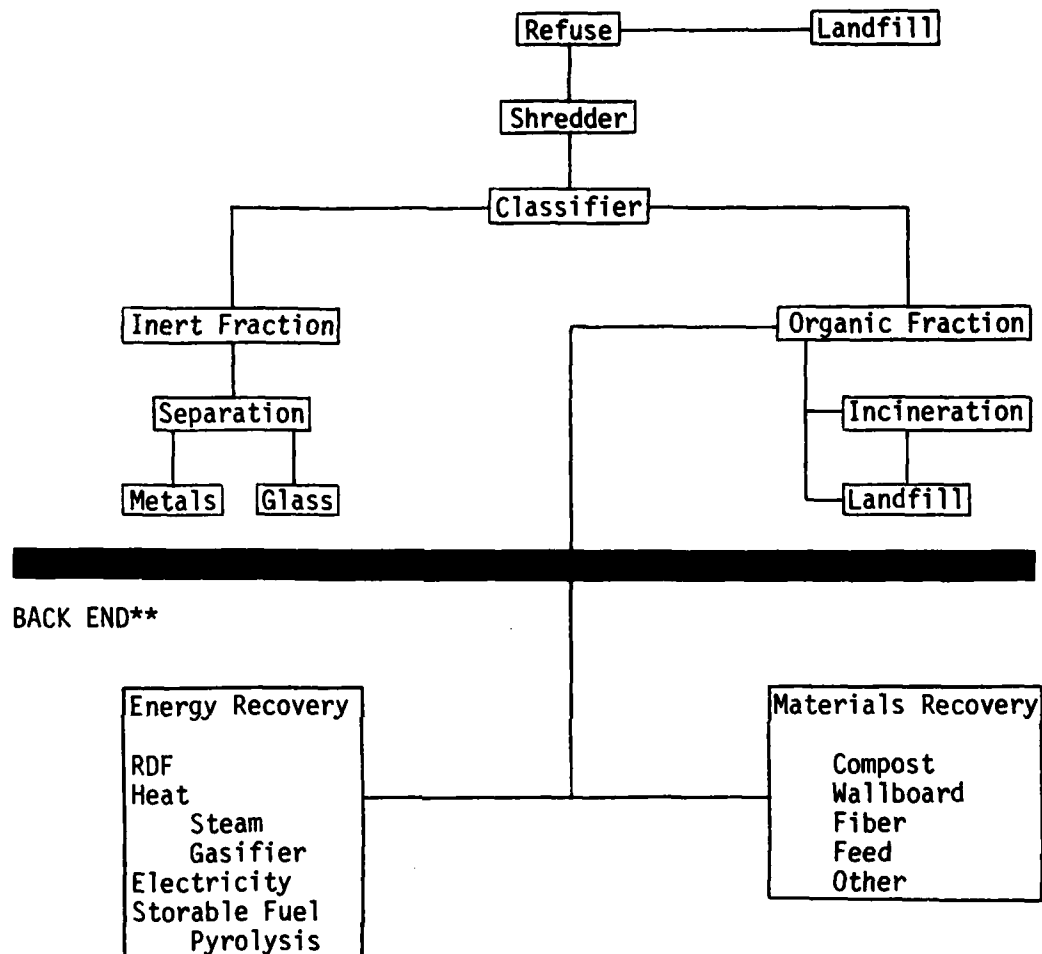 Refuse
Landfill
Shredder
Classifier
Inert Fraction
Organic Fraction
Separation
Incineration
Metals
Glass
Landfill
BACK END**
Energy Recovery
RDF
Heat
Steam
Gasifier
Electricity
Storable Fuel
Pyrolysis
Materials Recovery
Compost
Wallboard
Fiber
Feed
Other